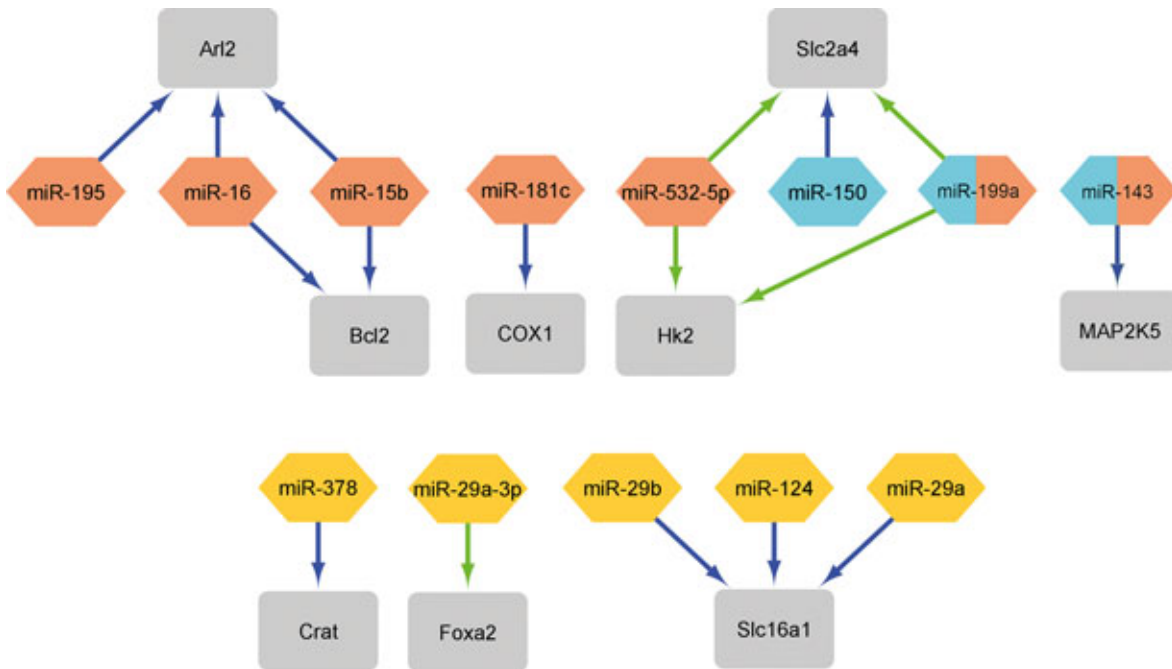 Arl2
Slc2a4
miR-195
miR-16
miR-15b
miR-181c
miR-532-5p
miR-150
miR-199a
miR-143
Bcl2
COX1
Hk2
MAP2K5
miR-378
miR-29a-3p
miR-29b
miR-124
miR-29a
Crat
Foxa2
Slc16a1